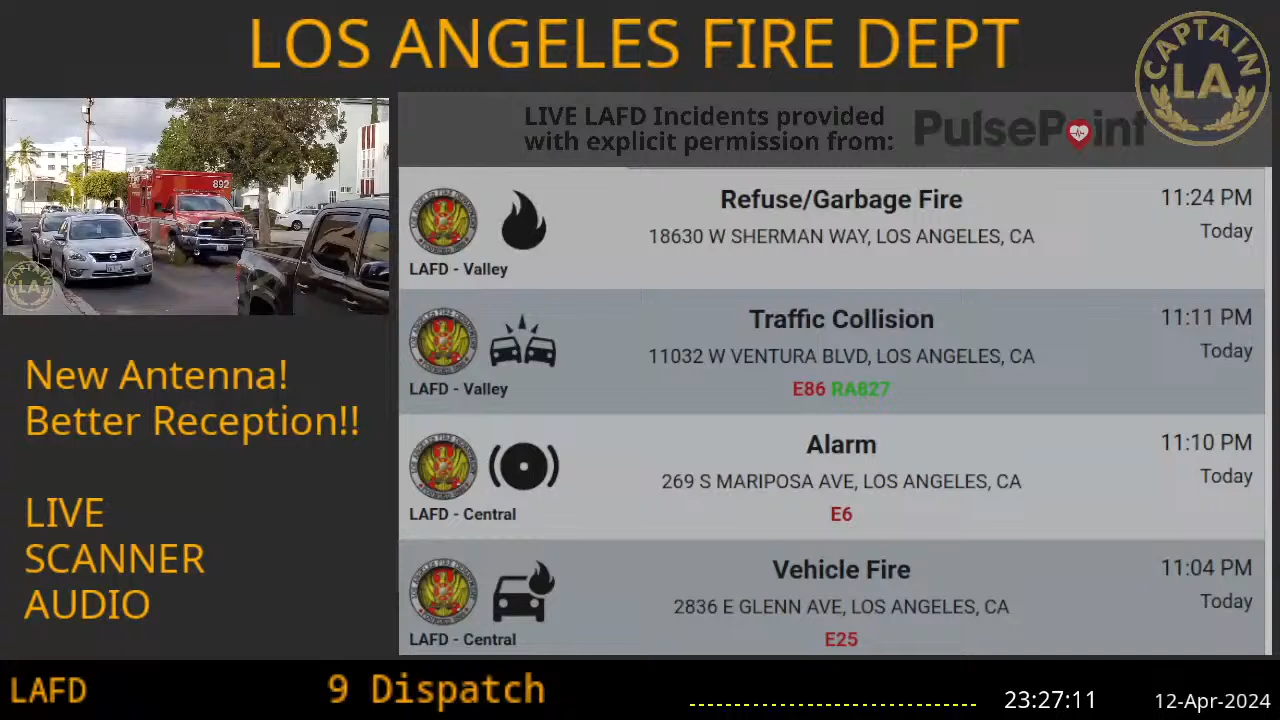 LOS ANGELES FIRE DEPT
CAPTAIN
LA
LIVE LAFD Incidents provided
with explicit permission from:
PulsePoint
892
CAPTAIN
LA
Refuse/Garbage Fire
11:24 PM
18630 W SHERMAN WAY, LOS ANGELES, CA
Today
LAFD - Valley
Traffic Collision
11:11 PM
11032 W VENTURA BLVD, LOS ANGELES, CA
Today
LAFD - Valley
E86 RA827
Alarm
11:10 PM
269 S MARIPOSA AVE, LOS ANGELES, CA
Today
LAFD - Central
E6
Vehicle Fire
11:04 PM
2836 E GLENN AVE, LOS ANGELES, CA
Today
LAFD - Central
E25
New Antenna!
Better Reception!!
LIVE
SCANNER
AUDIO
LAFD
9 Dispatch
23:27:11
12-Apr-2024